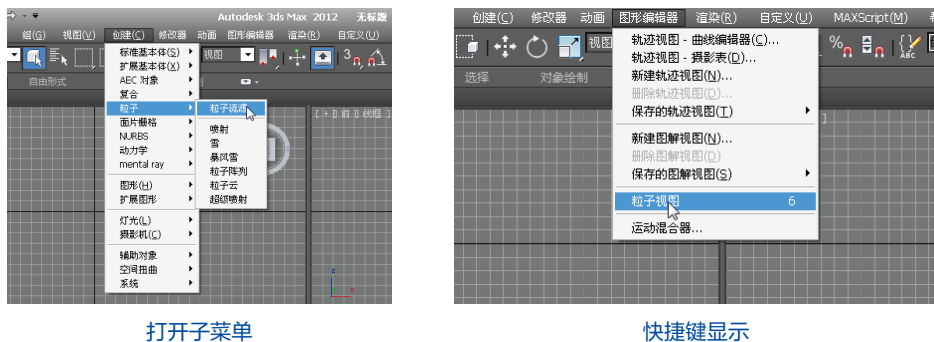 Autodesk 3ds Max 2012 无标题
组(G) 视图(V) 创建(C) 修改器 动画 图形编辑器 渲染(R) 自定义(U)
视图
3
自由形式
标准基本体(S)
扩展基本体(X)
AEC 对象
复合
粒子
面片栅格
NURBS
动力学
mental ray
图形(H)
扩展图形
灯光(L)
摄影机(C)
辅助对象
空间扭曲
系统
粒子流源
喷射
雪
暴风雪
粒子阵列
粒子云
超级喷射
[ + [] 前 [] 线框 ]
z
x
打开子菜单
创建(C) 修改器 动画 图形编辑器 渲染(R) 自定义(U) MAXScript(M)
视图
% n
ABC
选择 对象绘制
轨迹视图 - 曲线编辑器(C)...
轨迹视图 - 摄影表(D)...
新建轨迹视图(N)...
删除轨迹视图(D)...
保存的轨迹视图(T)
新建图解视图(N)...
删除图解视图(D)
保存的图解视图(S)
粒子视图 6
运动混合器...
快捷键显示